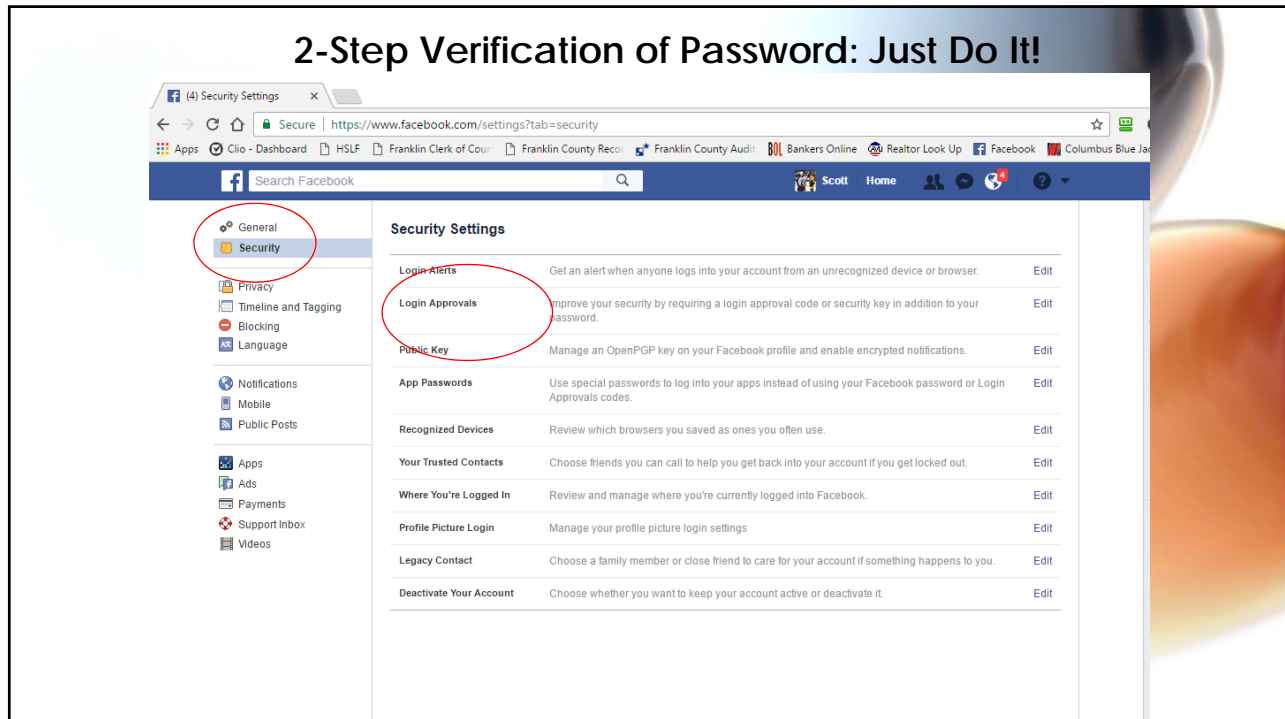 2-Step Verification of Password: Just Do It!
(4) Security Settings ×
Secure | https://www.facebook.com/settings?tab=security
Apps Clio - Dashboard HSLF Franklin Clerk of Cour Franklin County Recor Franklin County Audit BOL Bankers Online Realtor Look Up Facebook Columbus Blue Jac
f Search Facebook Scott Home 4 ?
General
Security
Privacy
Timeline and Tagging
Blocking
Language
Notifications
Mobile
Public Posts
Apps
Ads
Payments
Support Inbox
Videos
Security Settings
Login Alerts Get an alert when anyone logs into your account from an unrecognized device or browser. Edit
Login Approvals Improve your security by requiring a login approval code or security key in addition to your Edit
password.
Public Key Manage an OpenPGP key on your Facebook profile and enable encrypted notifications. Edit
App Passwords Use special passwords to log into your apps instead of using your Facebook password or Login Edit
Approvals codes.
Recognized Devices Review which browsers you saved as ones you often use. Edit
Your Trusted Contacts Choose friends you can call to help you get back into your account if you get locked out. Edit
Where You're Logged In Review and manage where you're currently logged into Facebook. Edit
Profile Picture Login Manage your profile picture login settings Edit
Legacy Contact Choose a family member or close friend to care for your account if something happens to you. Edit
Deactivate Your Account Choose whether you want to keep your account active or deactivate it. Edit